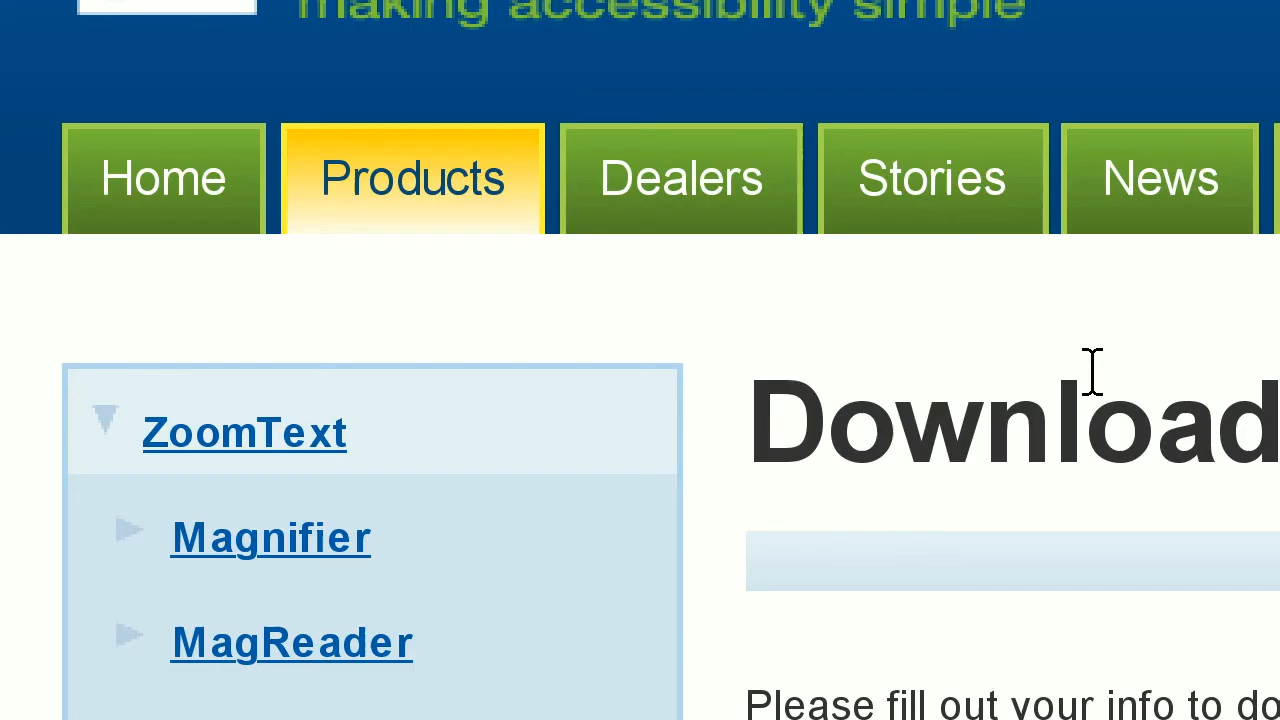 making accessibility simple
Home Products Dealers Stories News
Download
ZoomText
Magnifier
MagReader
Please fill out your info to do